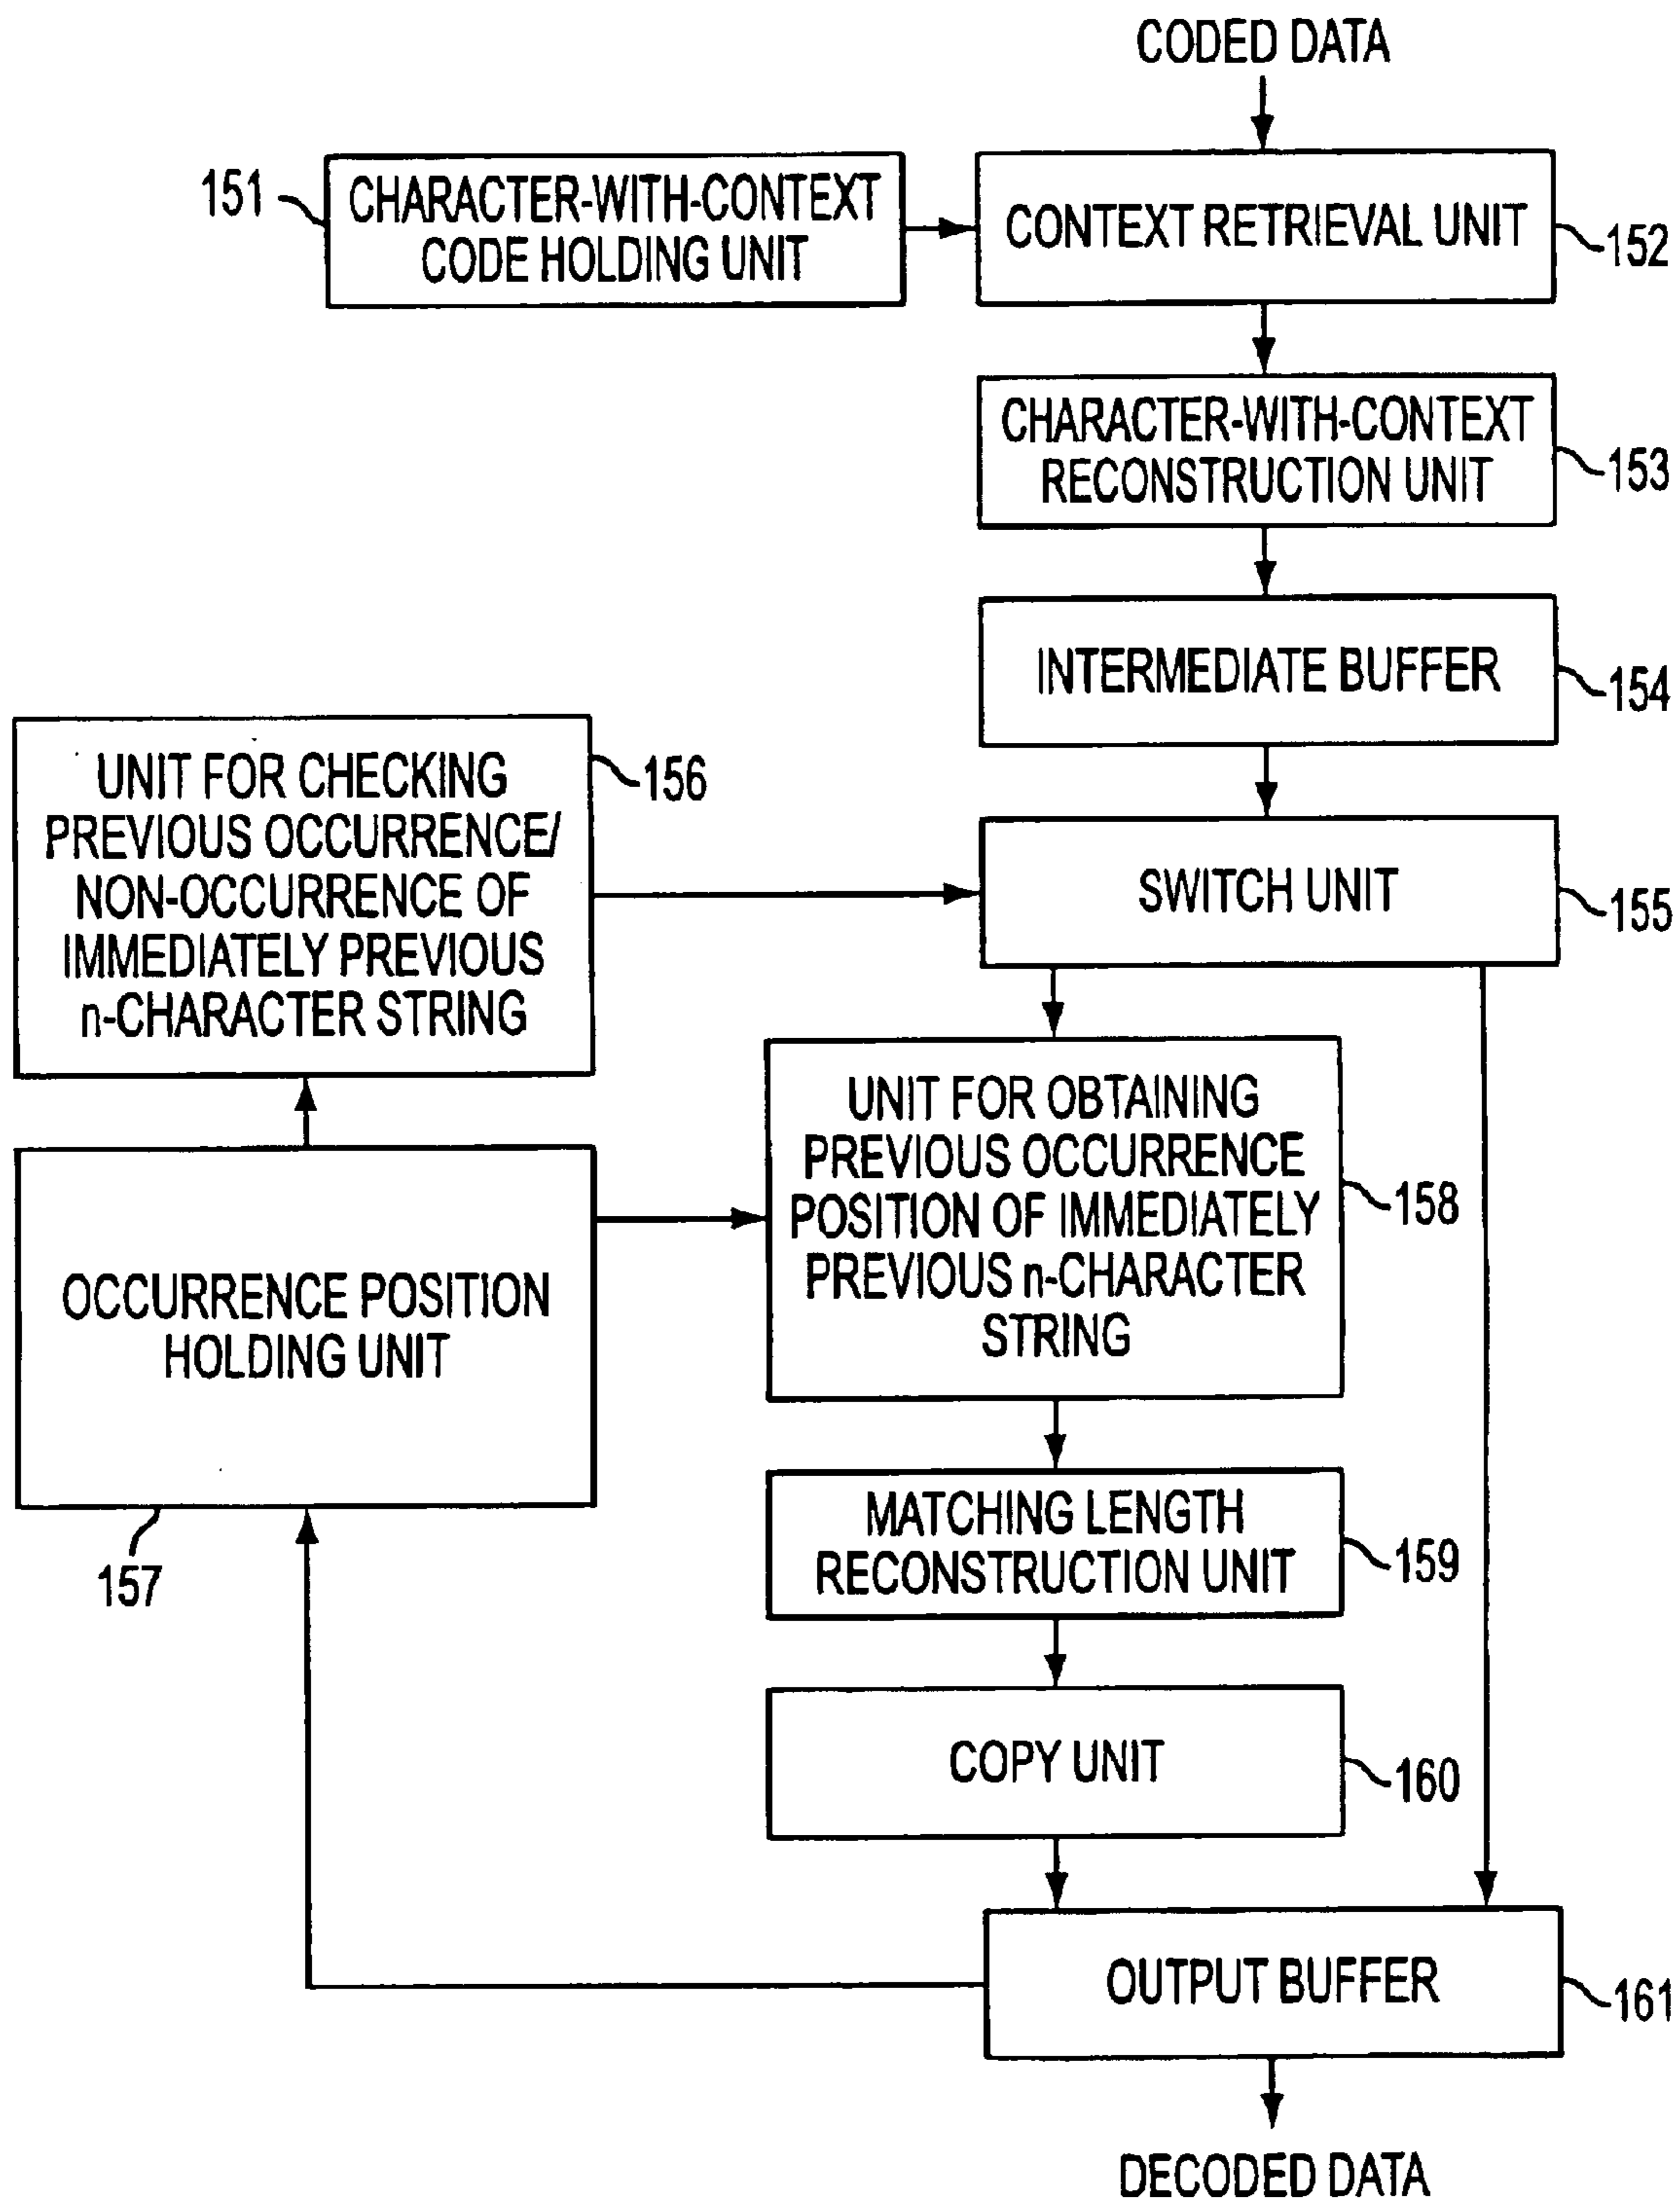 CODED DATA
151
CHARACTER-WITH-CONTEXT
CODE HOLDING UNIT
CONTEXT RETRIEVAL UNIT
152
CHARACTER-WITH-CONTEXT
RECONSTRUCTION UNIT
153
INTERMEDIATE BUFFER
154
UNIT FOR CHECKING
PREVIOUS OCCURRENCE/
NON-OCCURRENCE OF
IMMEDIATELY PREVIOUS
n-CHARACTER STRING
156
SWITCH UNIT
155
UNIT FOR OBTAINING
PREVIOUS OCCURRENCE
POSITION OF IMMEDIATELY
PREVIOUS n-CHARACTER
STRING
158
OCCURRENCE POSITION
HOLDING UNIT
157
MATCHING LENGTH
RECONSTRUCTION UNIT
159
COPY UNIT
160
OUTPUT BUFFER
161
DECODED DATA